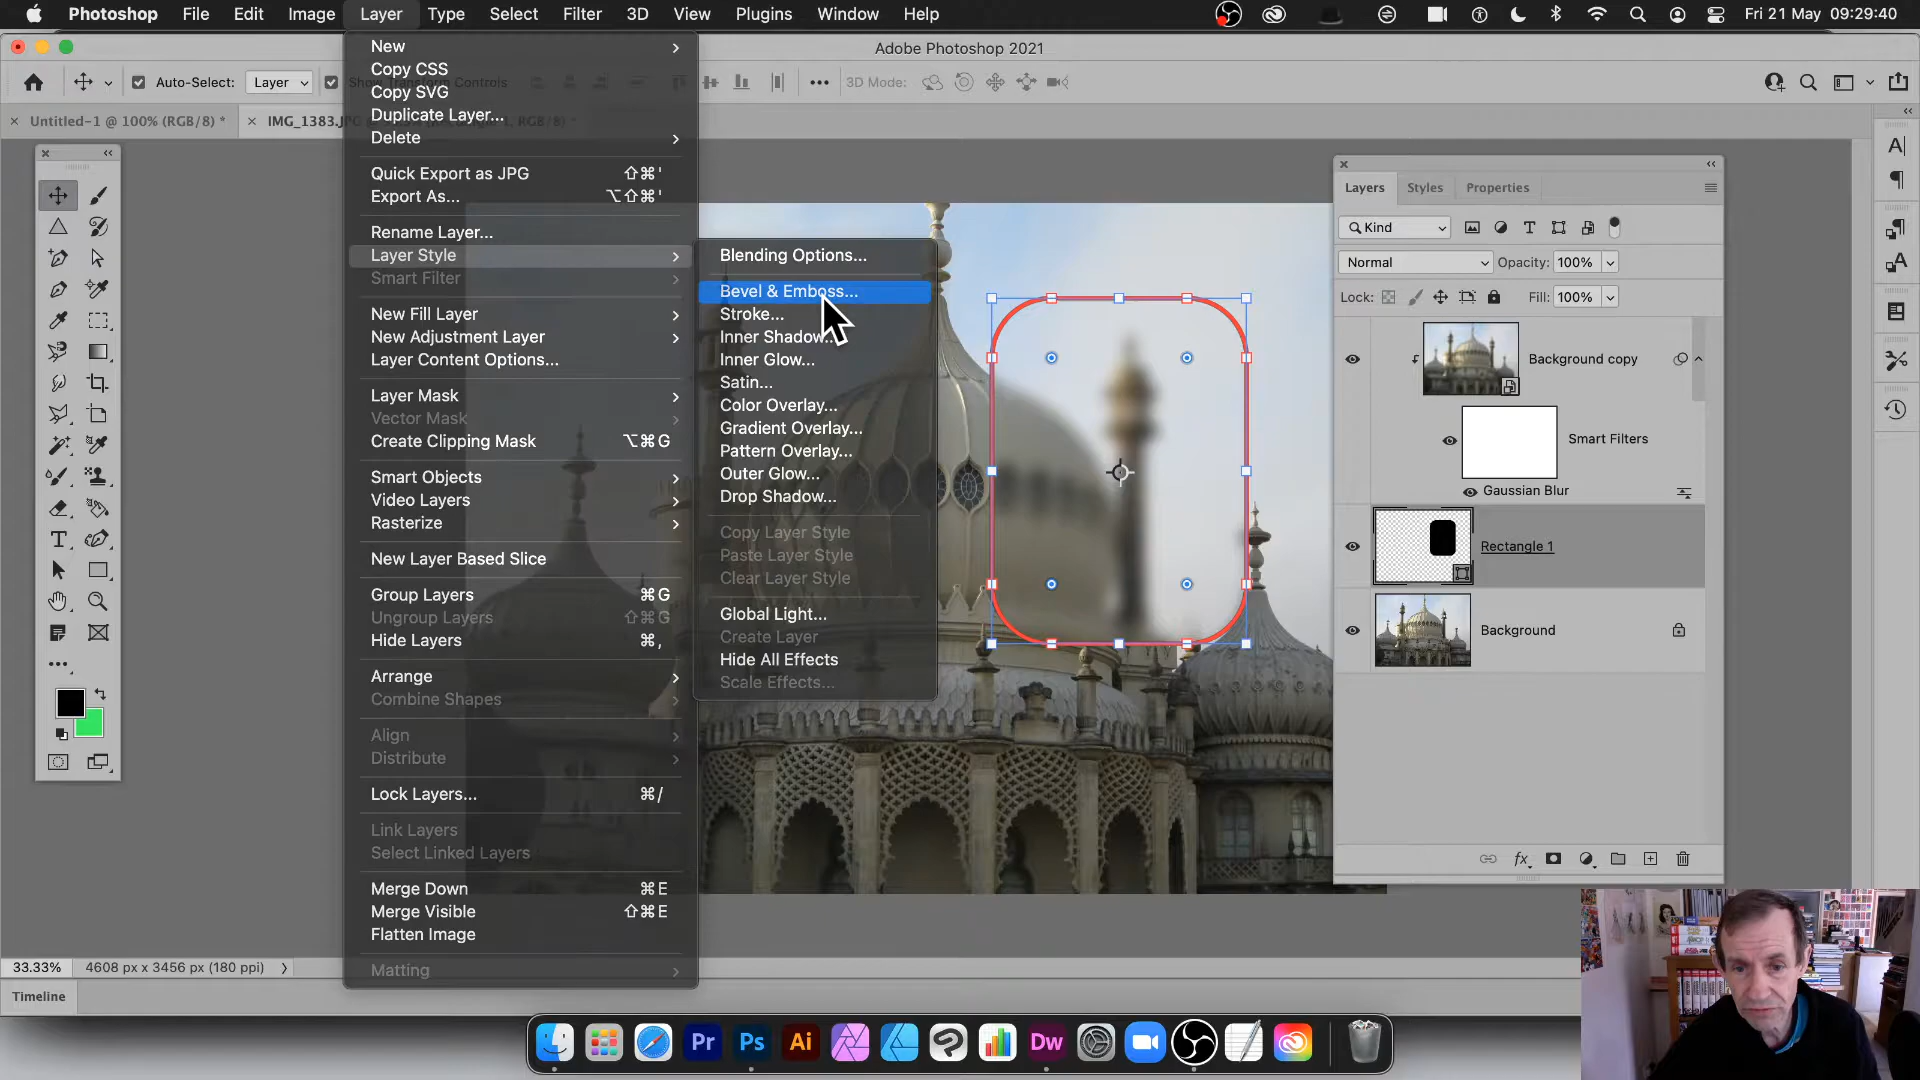 Photoshop File Edit Image Layer Type Select Filter 3D View Plugins Window Help Fri 21 May 09:29:40
Adobe Photoshop 2021
Auto-Select: Layer Show Transform Controls 3D Mode:
Untitled-1 @ 100% (RGB/8) *
New
Copy CSS
Copy SVG
Duplicate Layer...
Delete
Quick Export as JPG ⇧⌘'
Export As... ⌥⇧⌘'
Rename Layer...
Layer Style
Smart Filter
New Fill Layer
New Adjustment Layer
Layer Content Options...
Layer Mask
Vector Mask
Create Clipping Mask ⌥⌘G
Smart Objects
Video Layers
Rasterize
New Layer Based Slice
Group Layers ⌘G
Ungroup Layers ⇧⌘G
Hide Layers ⌘,
Arrange
Combine Shapes
Align
Distribute
Lock Layers... ⌘/
Link Layers
Select Linked Layers
Merge Down ⌘E
Merge Visible ⇧⌘E
Flatten Image
Matting
Blending Options...
Bevel & Emboss...
Stroke...
Inner Shadow...
Inner Glow...
Satin...
Color Overlay...
Gradient Overlay...
Pattern Overlay...
Outer Glow...
Drop Shadow...
Copy Layer Style
Paste Layer Style
Clear Layer Style
Global Light...
Create Layer
Hide All Effects
Scale Effects...
Layers Styles Properties
Kind
Normal Opacity: 100%
Lock: Fill: 100%
Background copy
Smart Filters
Gaussian Blur
Rectangle 1
Background
fx
33.33% 4608 px x 3456 px (180 ppi)
Timeline
Pr Ps Ai Dw